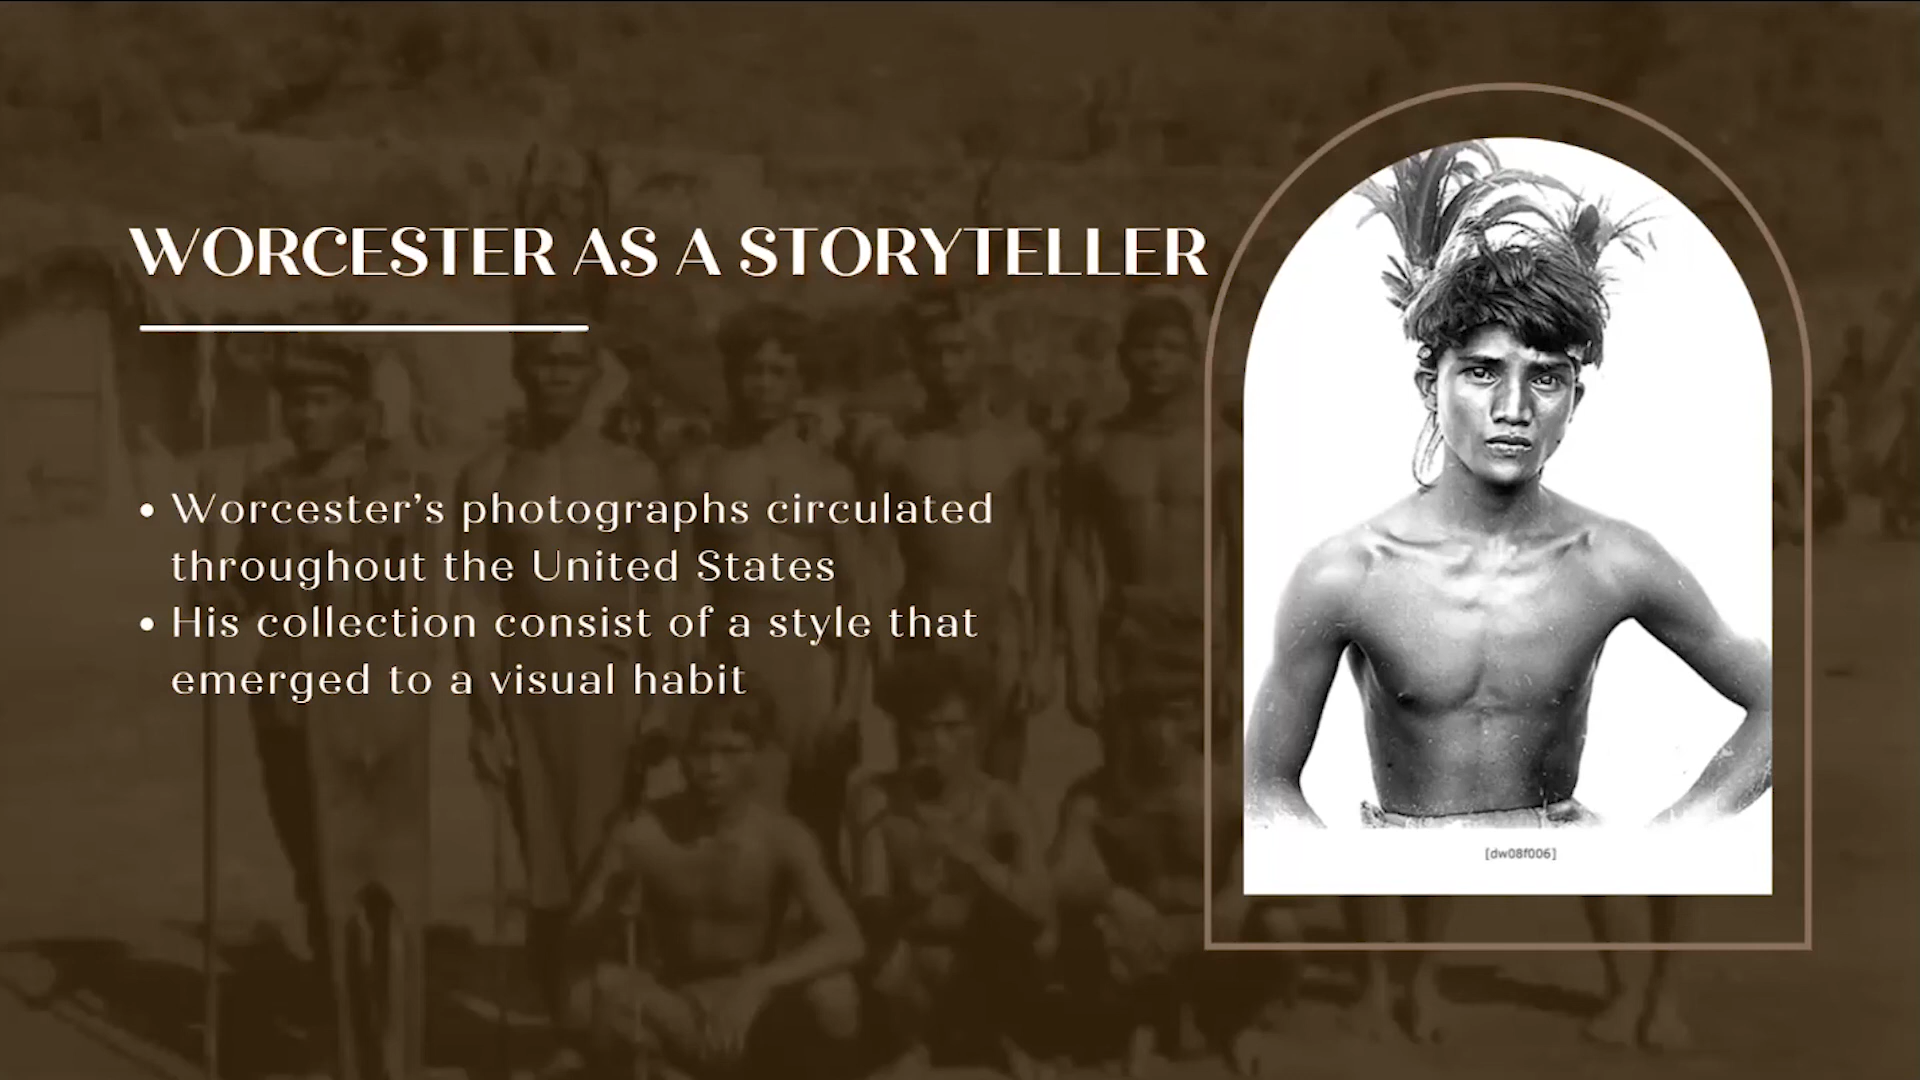 WORCESTER AS A STORYTELLER
• Worcester’s photographs circulated
throughout the United States
• His collection consist of a style that
emerged to a visual habit
[dw08f006]